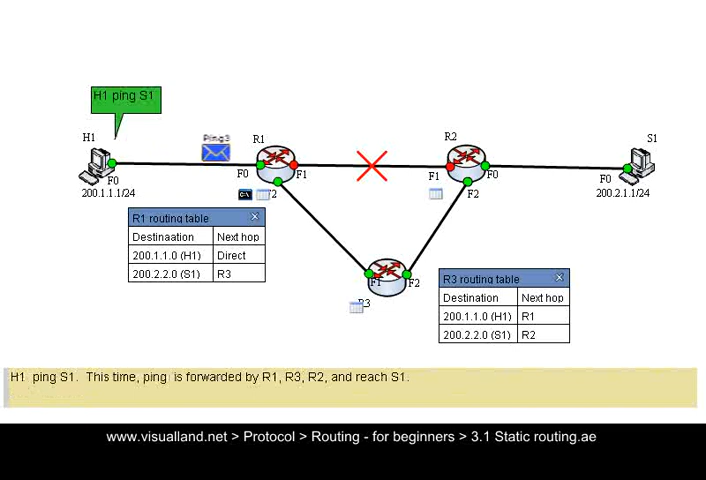 H1 ping S1
Ping3
H1
R1
R2
S1
F0
F0
F1
F1
F0
F0
200.1.1.1/24
F2
200.2.1.1/24
R1 routing table
Destinaation Next hop
200.1.1.0 (H1) Direct
200.2.2.0 (S1) R3
F1
F2
R3
R3 routing table
Destination Next hop
200.1.1.0 (H1) R1
200.2.2.0 (S1) R2
H1 ping S1. This time, ping is forwarded by R1, R3, R2, and reach S1.
www.visualland.net > Protocol > Routing - for beginners > 3.1 Static routing.ae